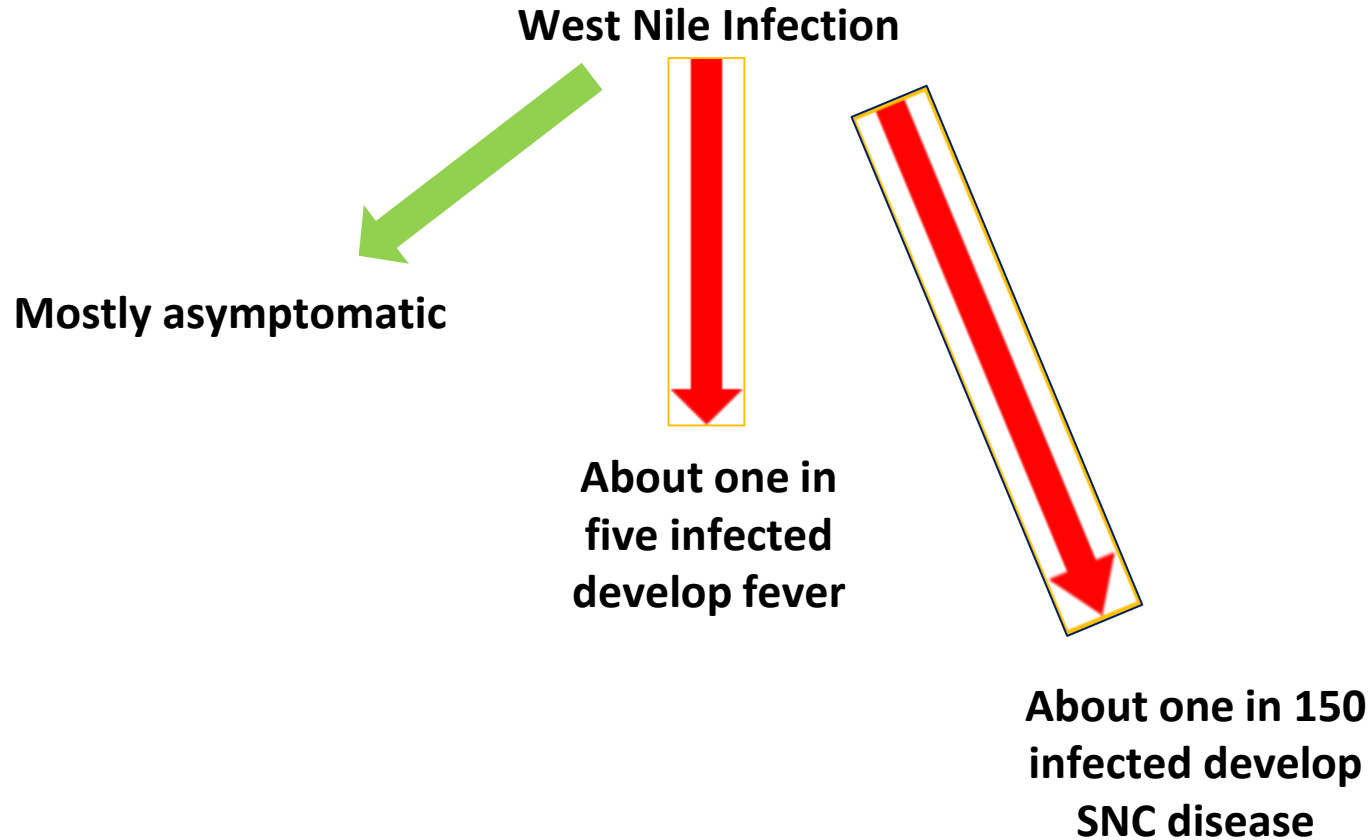 West Nile Infection
Mostly asymptomatic
About one in
five infected
develop fever
About one in 150
infected develop
SNC disease